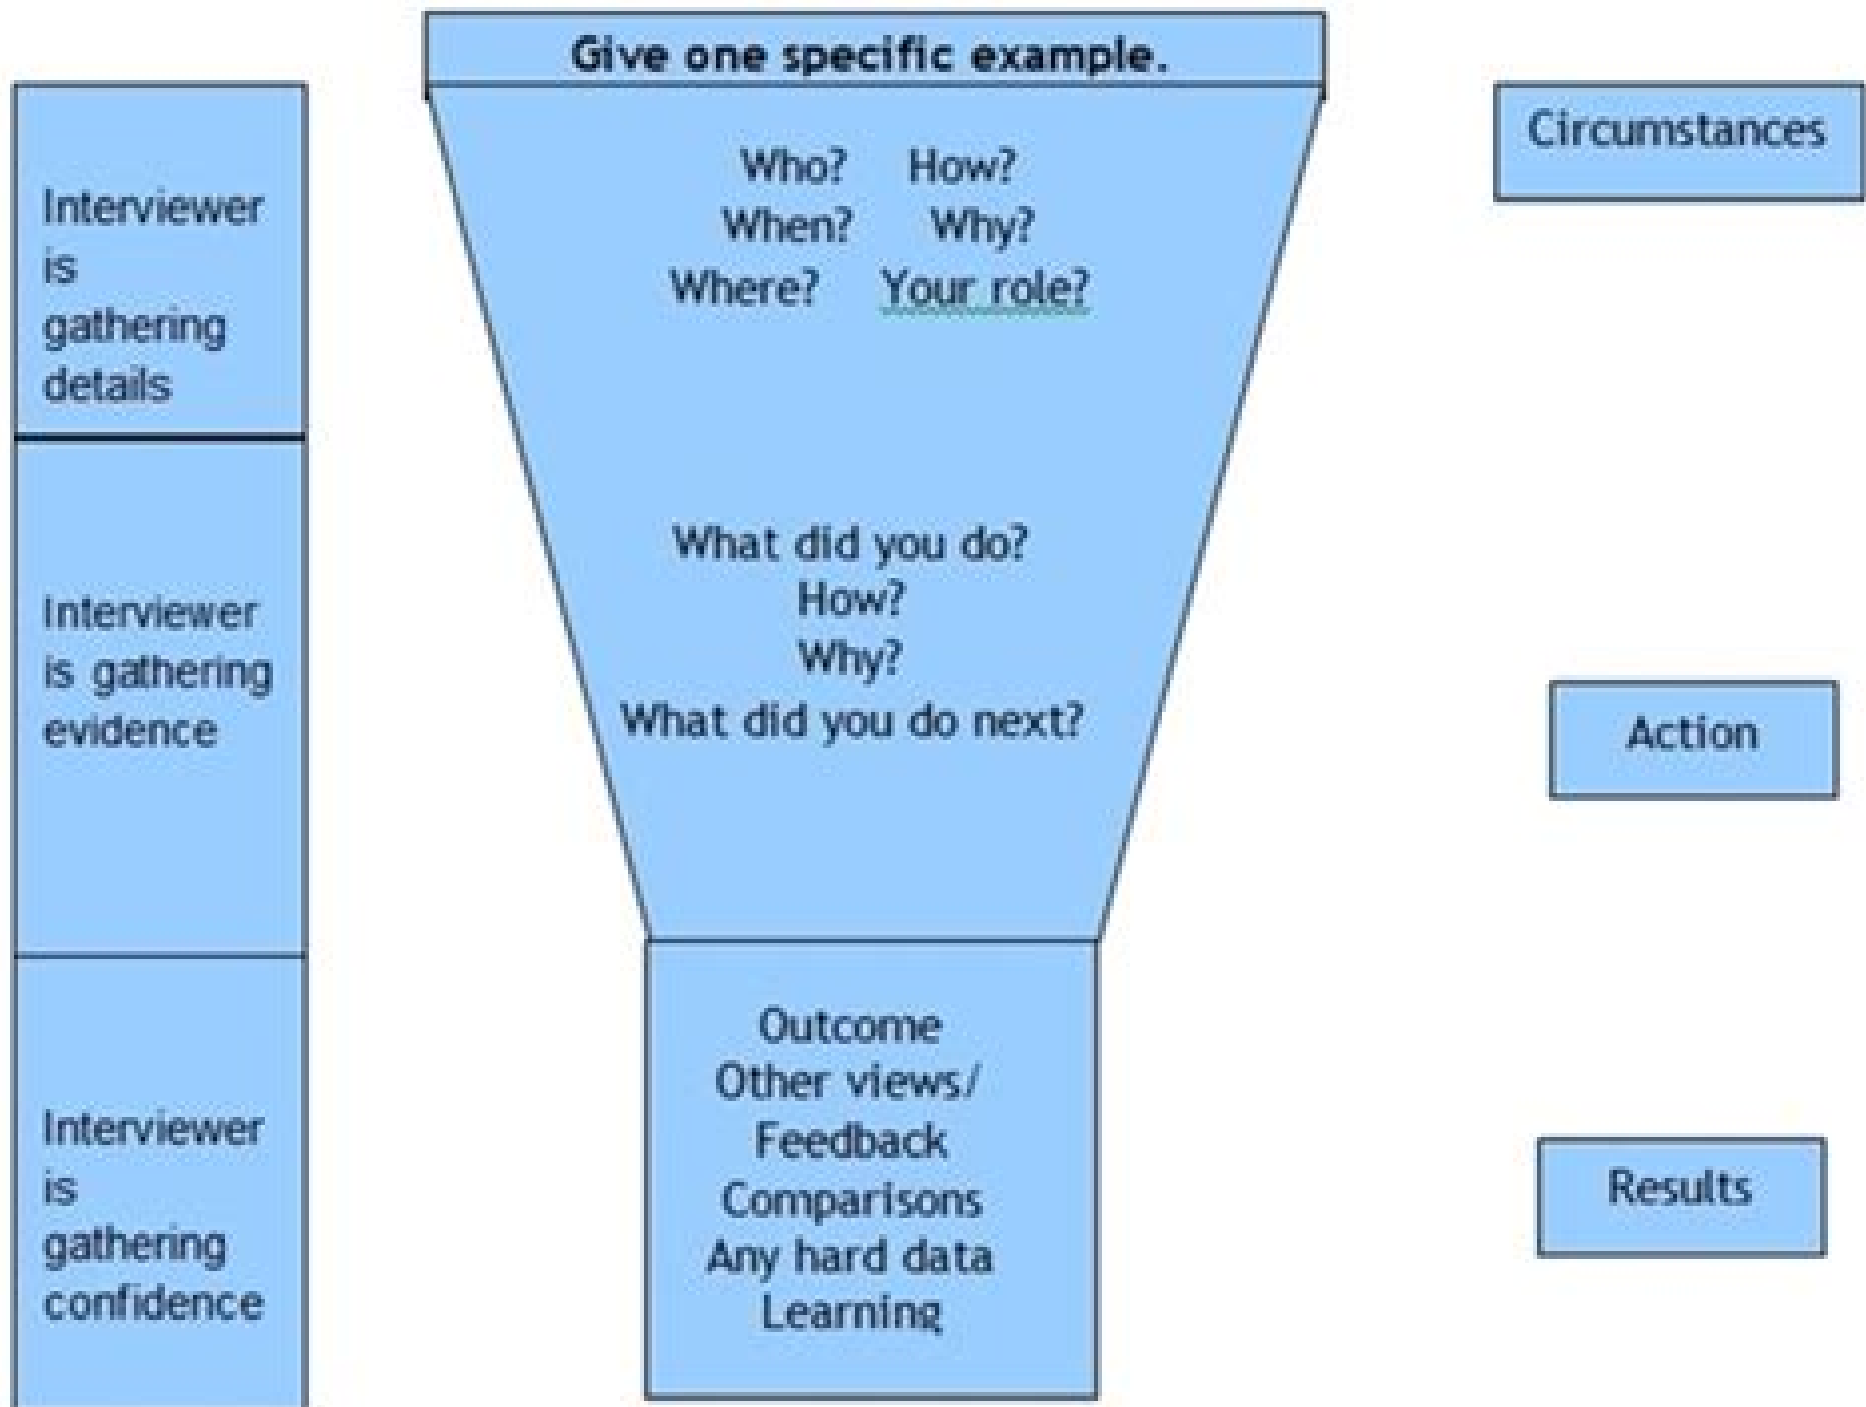 Give one specific example.
Interviewer
is
gathering
details
Who? How?
When? Why?
Where? Your role?
Circumstances
Interviewer
is gathering
evidence
What did you do?
How?
Why?
What did you do next?
Action
Interviewer
is
gathering
confidence
Outcome
Other views/
Feedback
Comparisons
Any hard data
Learning
Results